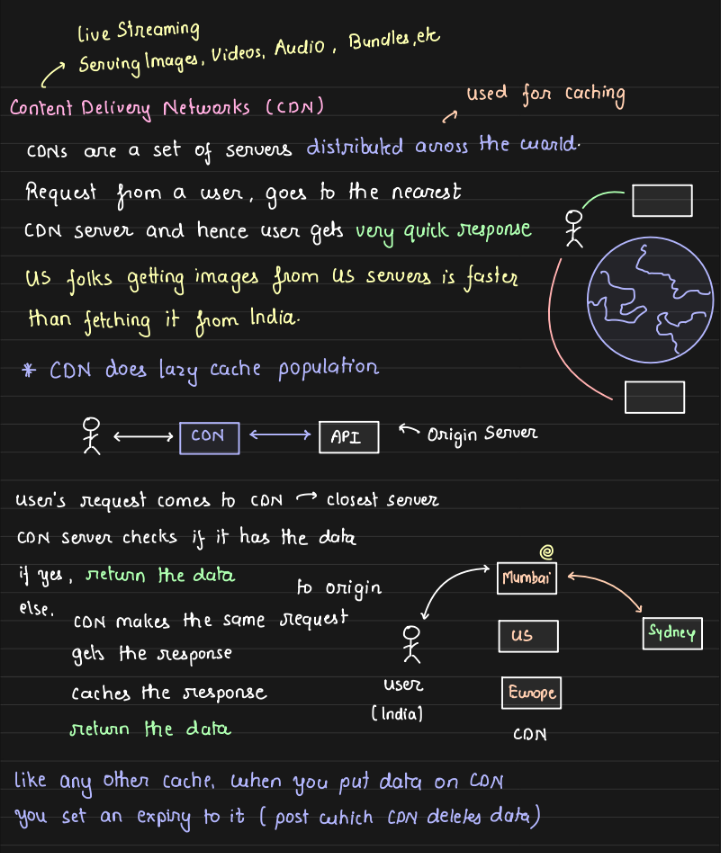 Live Streaming
Serving Images, Videos, Audio, Bundles, etc
Content Delivery Networks (CDN)
used for caching
CDNs are a set of servers distributed across the world.
Request from a user, goes to the nearest
CDN server and hence user gets very quick response
US folks getting images from US servers is faster
than fetching it from India.
* CDN does lazy cache population
CDN
API
Origin Server
user's request comes to CDN → closest server
CDN server checks if it has the data
if yes, return the data
else,
to origin
CDN makes the same request
gets the response
caches the response
return the data
Mumbai
US
Europe
CDN
Sydney
user
(India)
like any other cache, when you put data on CDN
you set an expiry to it (post which CDN deletes data)